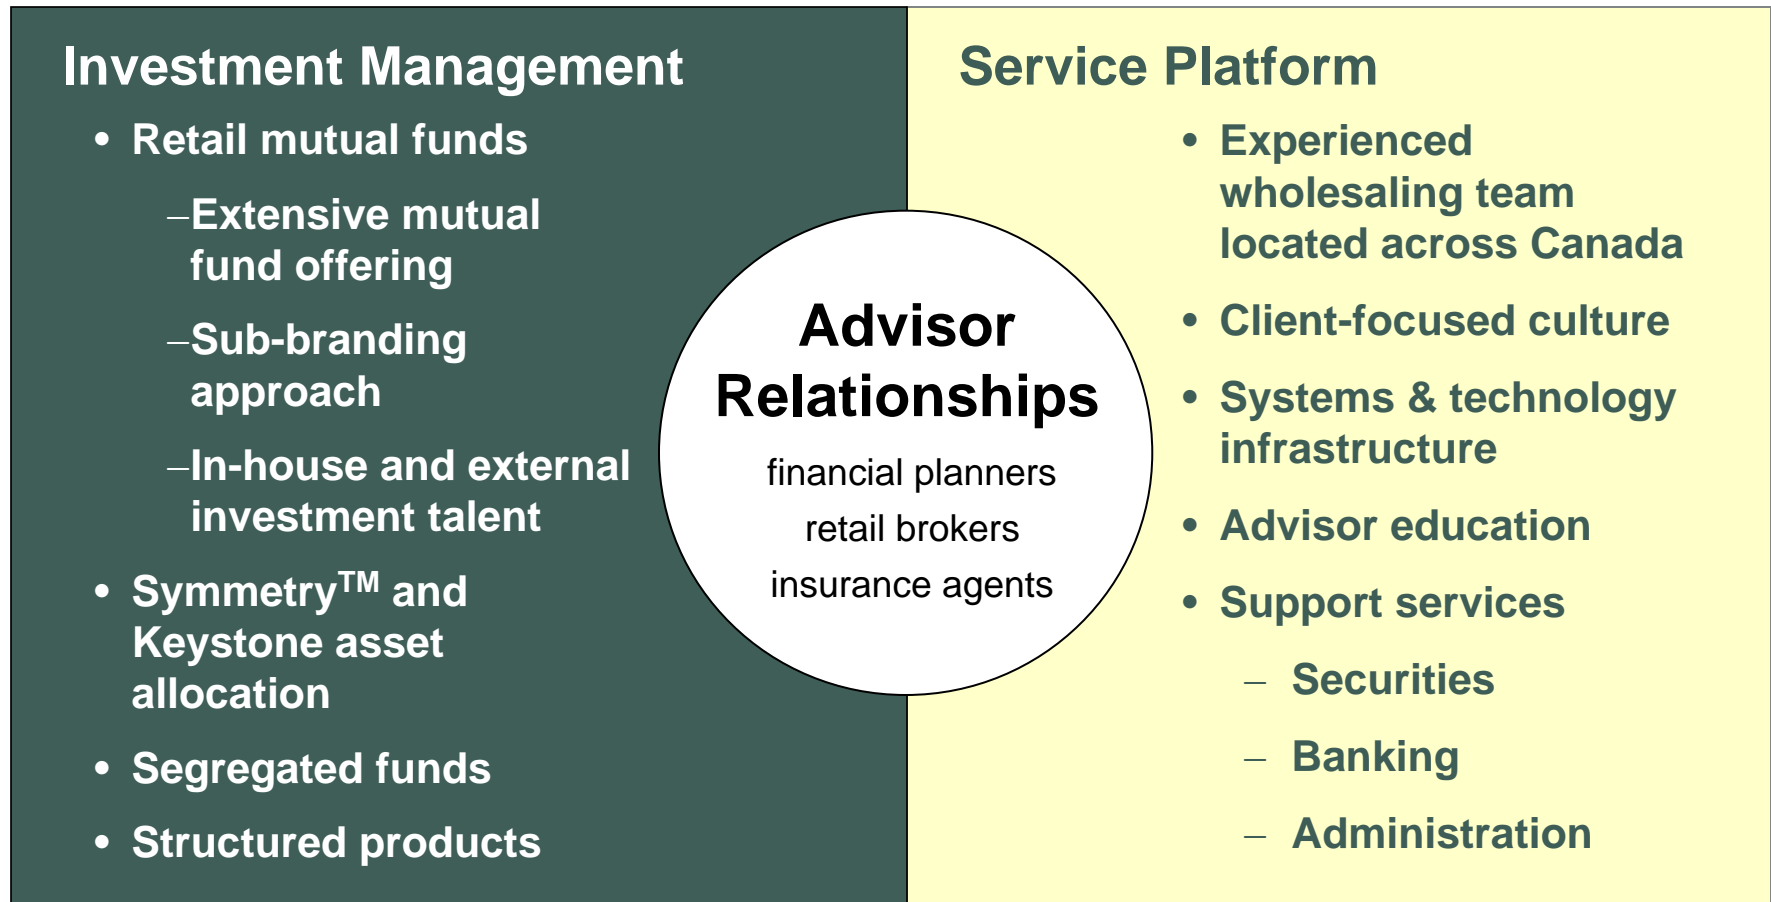 Investment Management
• Retail mutual funds
–Extensive mutual
fund offering
–Sub-branding
approach
–In-house and external
investment talent
• Symmetry™ and
Keystone asset
allocation
• Segregated funds
• Structured products
Advisor
Relationships
financial planners
retail brokers
insurance agents
Service Platform
• Experienced
wholesaling team
located across Canada
• Client-focused culture
• Systems & technology
infrastructure
• Advisor education
• Support services
– Securities
– Banking
– Administration